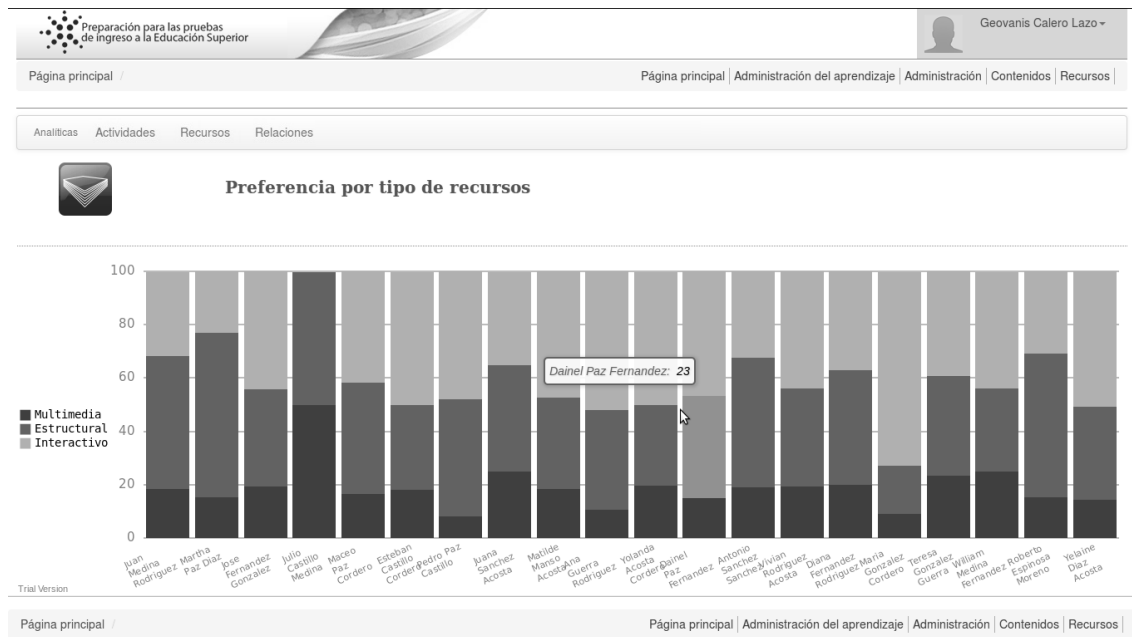 Preparación para las pruebas
de ingreso a la Educación Superior
Geovanis Calero Lazo
Página principal /
Página principal Administración del aprendizaje Administración Contenidos Recursos
Analíticas Actividades Recursos Relaciones
Preferencia por tipo de recursos
100
80
60
40
20
0
Dainel Paz Fernandez: 23
Multimedia
Estructural
Interactivo
Juan
Medina
Rodriguez
Martha
Paz Diaz
Jose
Fernandez
Gonzalez
Julio
Castillo
Medina
Maceo
Paz
Cordero
Esteban
Castillo
Cordero
Pedro Paz
Castillo
Juana
Sanchez
Acosta
Matilde
Manso
Acosta
Ana
Guerra
Rodriguez
Yolanda
Acosta
Cordero
Dainel
Paz
Fernandez
Antonio
Sanchez
Sanchez
Vivian
Rodriguez
Acosta
Diana
Fernandez
Rodriguez
Maria
Gonzalez
Cordero
Teresa
Gonzalez
Guerra
William
Medina
Fernandez
Roberto
Espinosa
Moreno
Yelaine
Diaz
Acosta
Trial Version
Página principal /
Página principal Administración del aprendizaje Administración Contenidos Recursos